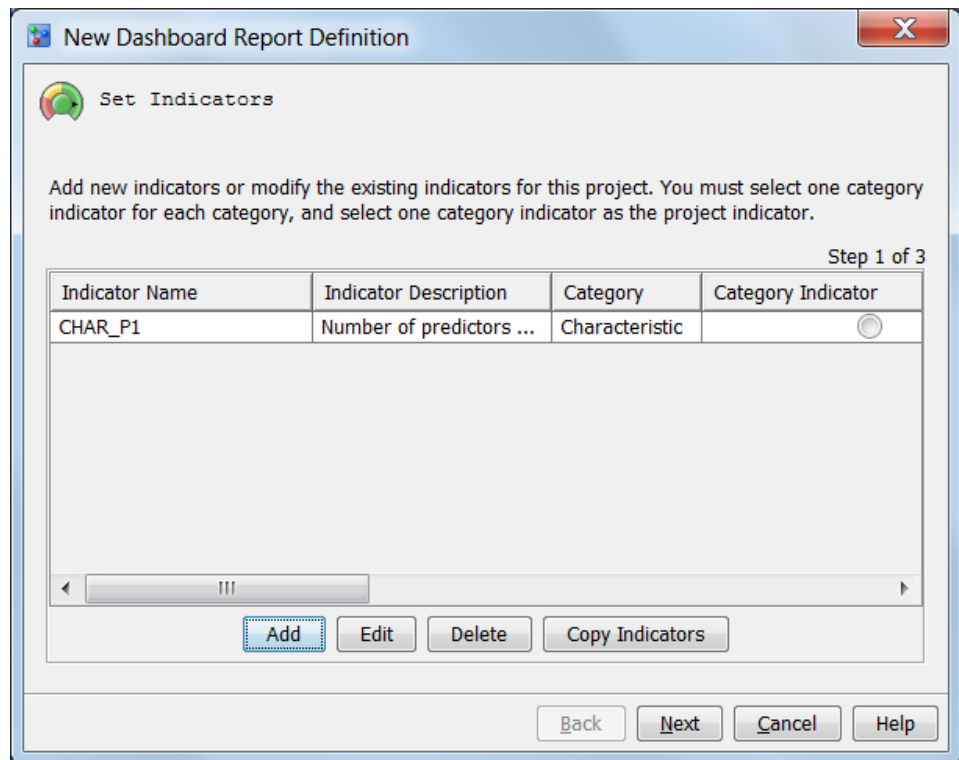 New Dashboard Report Definition
X
Set Indicators
Add new indicators or modify the existing indicators for this project. You must select one category
indicator for each category, and select one category indicator as the project indicator.
Step 1 of 3
Indicator Name Indicator Description Category Category Indicator
CHAR_P1 Number of predictors ... Characteristic
Add Edit Delete Copy Indicators
Back Next Cancel Help